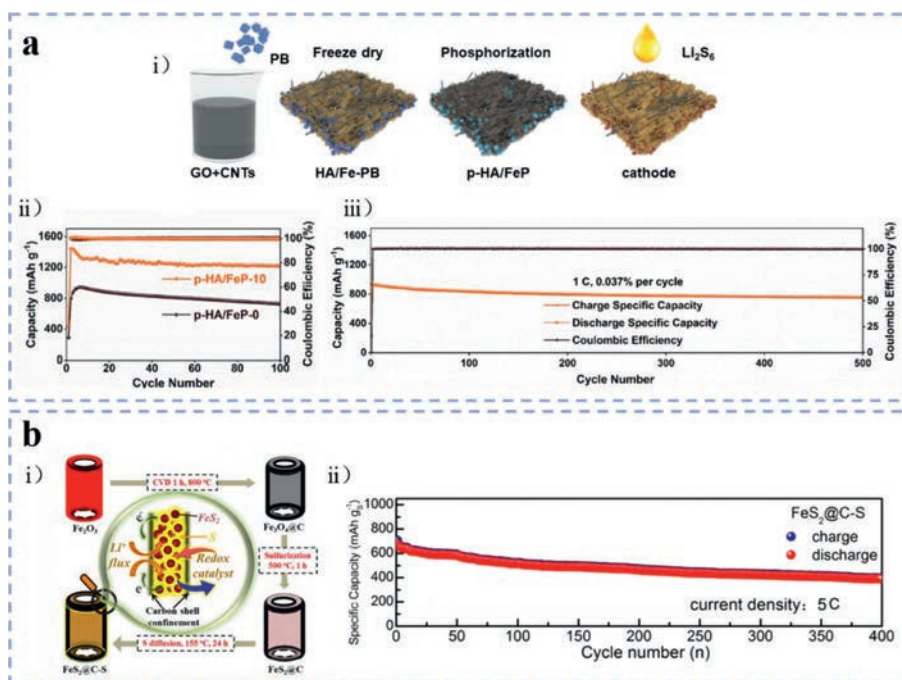 a
i)
PB
Freeze dry
Phosphorization
Li₂S₆
GO+CNTs
HA/Fe-PB
p-HA/FeP
cathode
ii)
1600
1200
800
400
0
Capacity (mAh g⁻¹)
100
80
60
40
20
0
Coulombic Efficiency (%)
p-HA/FeP-10
p-HA/FeP-0
0 20 40 60 80 100
Cycle Number
iii)
1500
1200
900
600
300
0
Capacity (mAh g⁻¹)
100
75
50
25
0
Coulombic Efficiency (%)
1 C, 0.037% per cycle
Charge Specific Capacity
Discharge Specific Capacity
Coulombic Efficiency
0 100 200 300 400 500
Cycle Number
b
i)
CVD 1 h, 800 °C
Fe₂O₃
Fe₃O₄@C
e⁻
FeS₂
S
Li⁺
flux
Redox
catalyst
e⁻
Carbon shell
confinement
Sulfurization
500 °C, 1 h
S diffusion, 155 °C, 24 h
FeS₂@C-S
FeS₂@C
ii)
1000
800
600
400
200
0
Specific Capacity (mAh g⁻¹)
FeS₂@C-S
charge
discharge
current density: 5C
0 50 100 150 200 250 300 350 400
Cycle number (n)